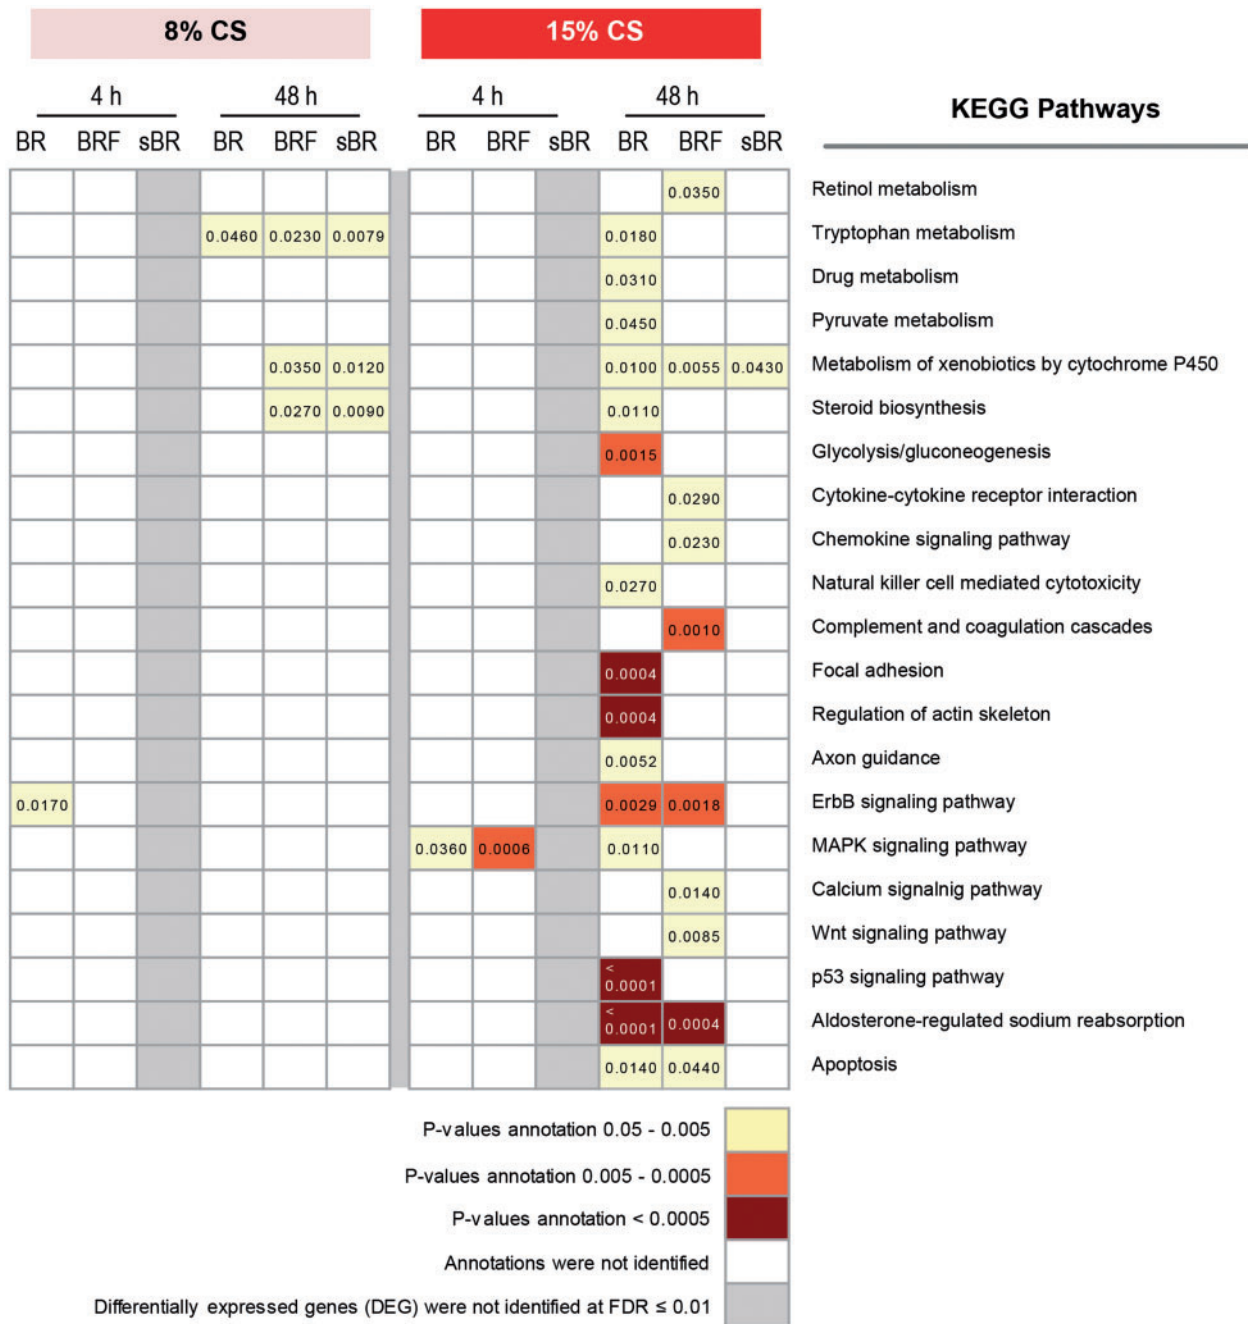 8% CS 15% CS
4 h 48 h 4 h 48 h KEGG Pathways
BR BRF sBR BR BRF sBR BR BRF sBR BR BRF sBR
0.0350 Retinol metabolism
0.0460 0.0230 0.0079 0.0180 Tryptophan metabolism
0.0310 Drug metabolism
0.0450 Pyruvate metabolism
0.0350 0.0120 0.0100 0.0055 0.0430 Metabolism of xenobiotics by cytochrome P450
0.0270 0.0090 0.0110 Steroid biosynthesis
0.0015 Glycolysis/gluconeogenesis
0.0290 Cytokine-cytokine receptor interaction
0.0230 Chemokine signaling pathway
0.0270 Natural killer cell mediated cytotoxicity
0.0010 Complement and coagulation cascades
0.0004 Focal adhesion
0.0004 Regulation of actin skeleton
0.0052 Axon guidance
0.0170 0.0029 0.0018 ErbB signaling pathway
0.0360 0.0006 0.0110 MAPK signaling pathway
0.0140 Calcium signalnig pathway
0.0085 Wnt signaling pathway
< 0.0001 p53 signaling pathway
< 0.0001 0.0004 Aldosterone-regulated sodium reabsorption
0.0140 0.0440 Apoptosis
P-values annotation 0.05 - 0.005
P-values annotation 0.005 - 0.0005
P-values annotation < 0.0005
Annotations were not identified
Differentially expressed genes (DEG) were not identified at FDR ≤ 0.01